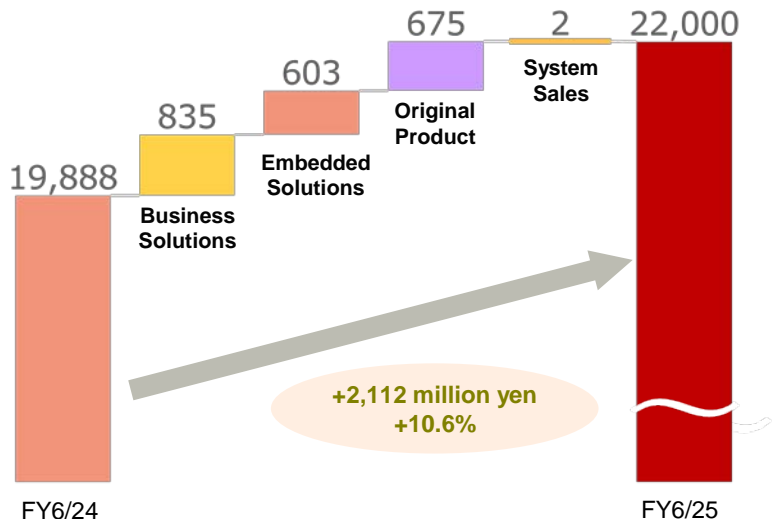 675
2
22,000
603
System
Sales
835
Original
Product
19,888
Embedded
Solutions
Business
Solutions
+2,112 million yen
+10.6%
FY6/24
FY6/25